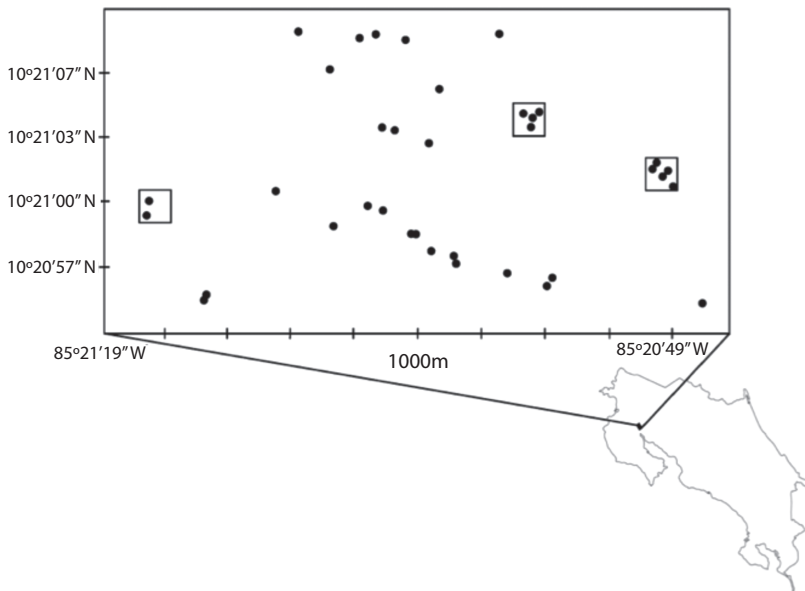 10º21’07” N
10º21’03” N
10º21’00” N
10º20’57” N
85º21’19” W
1000m
85º20’49” W